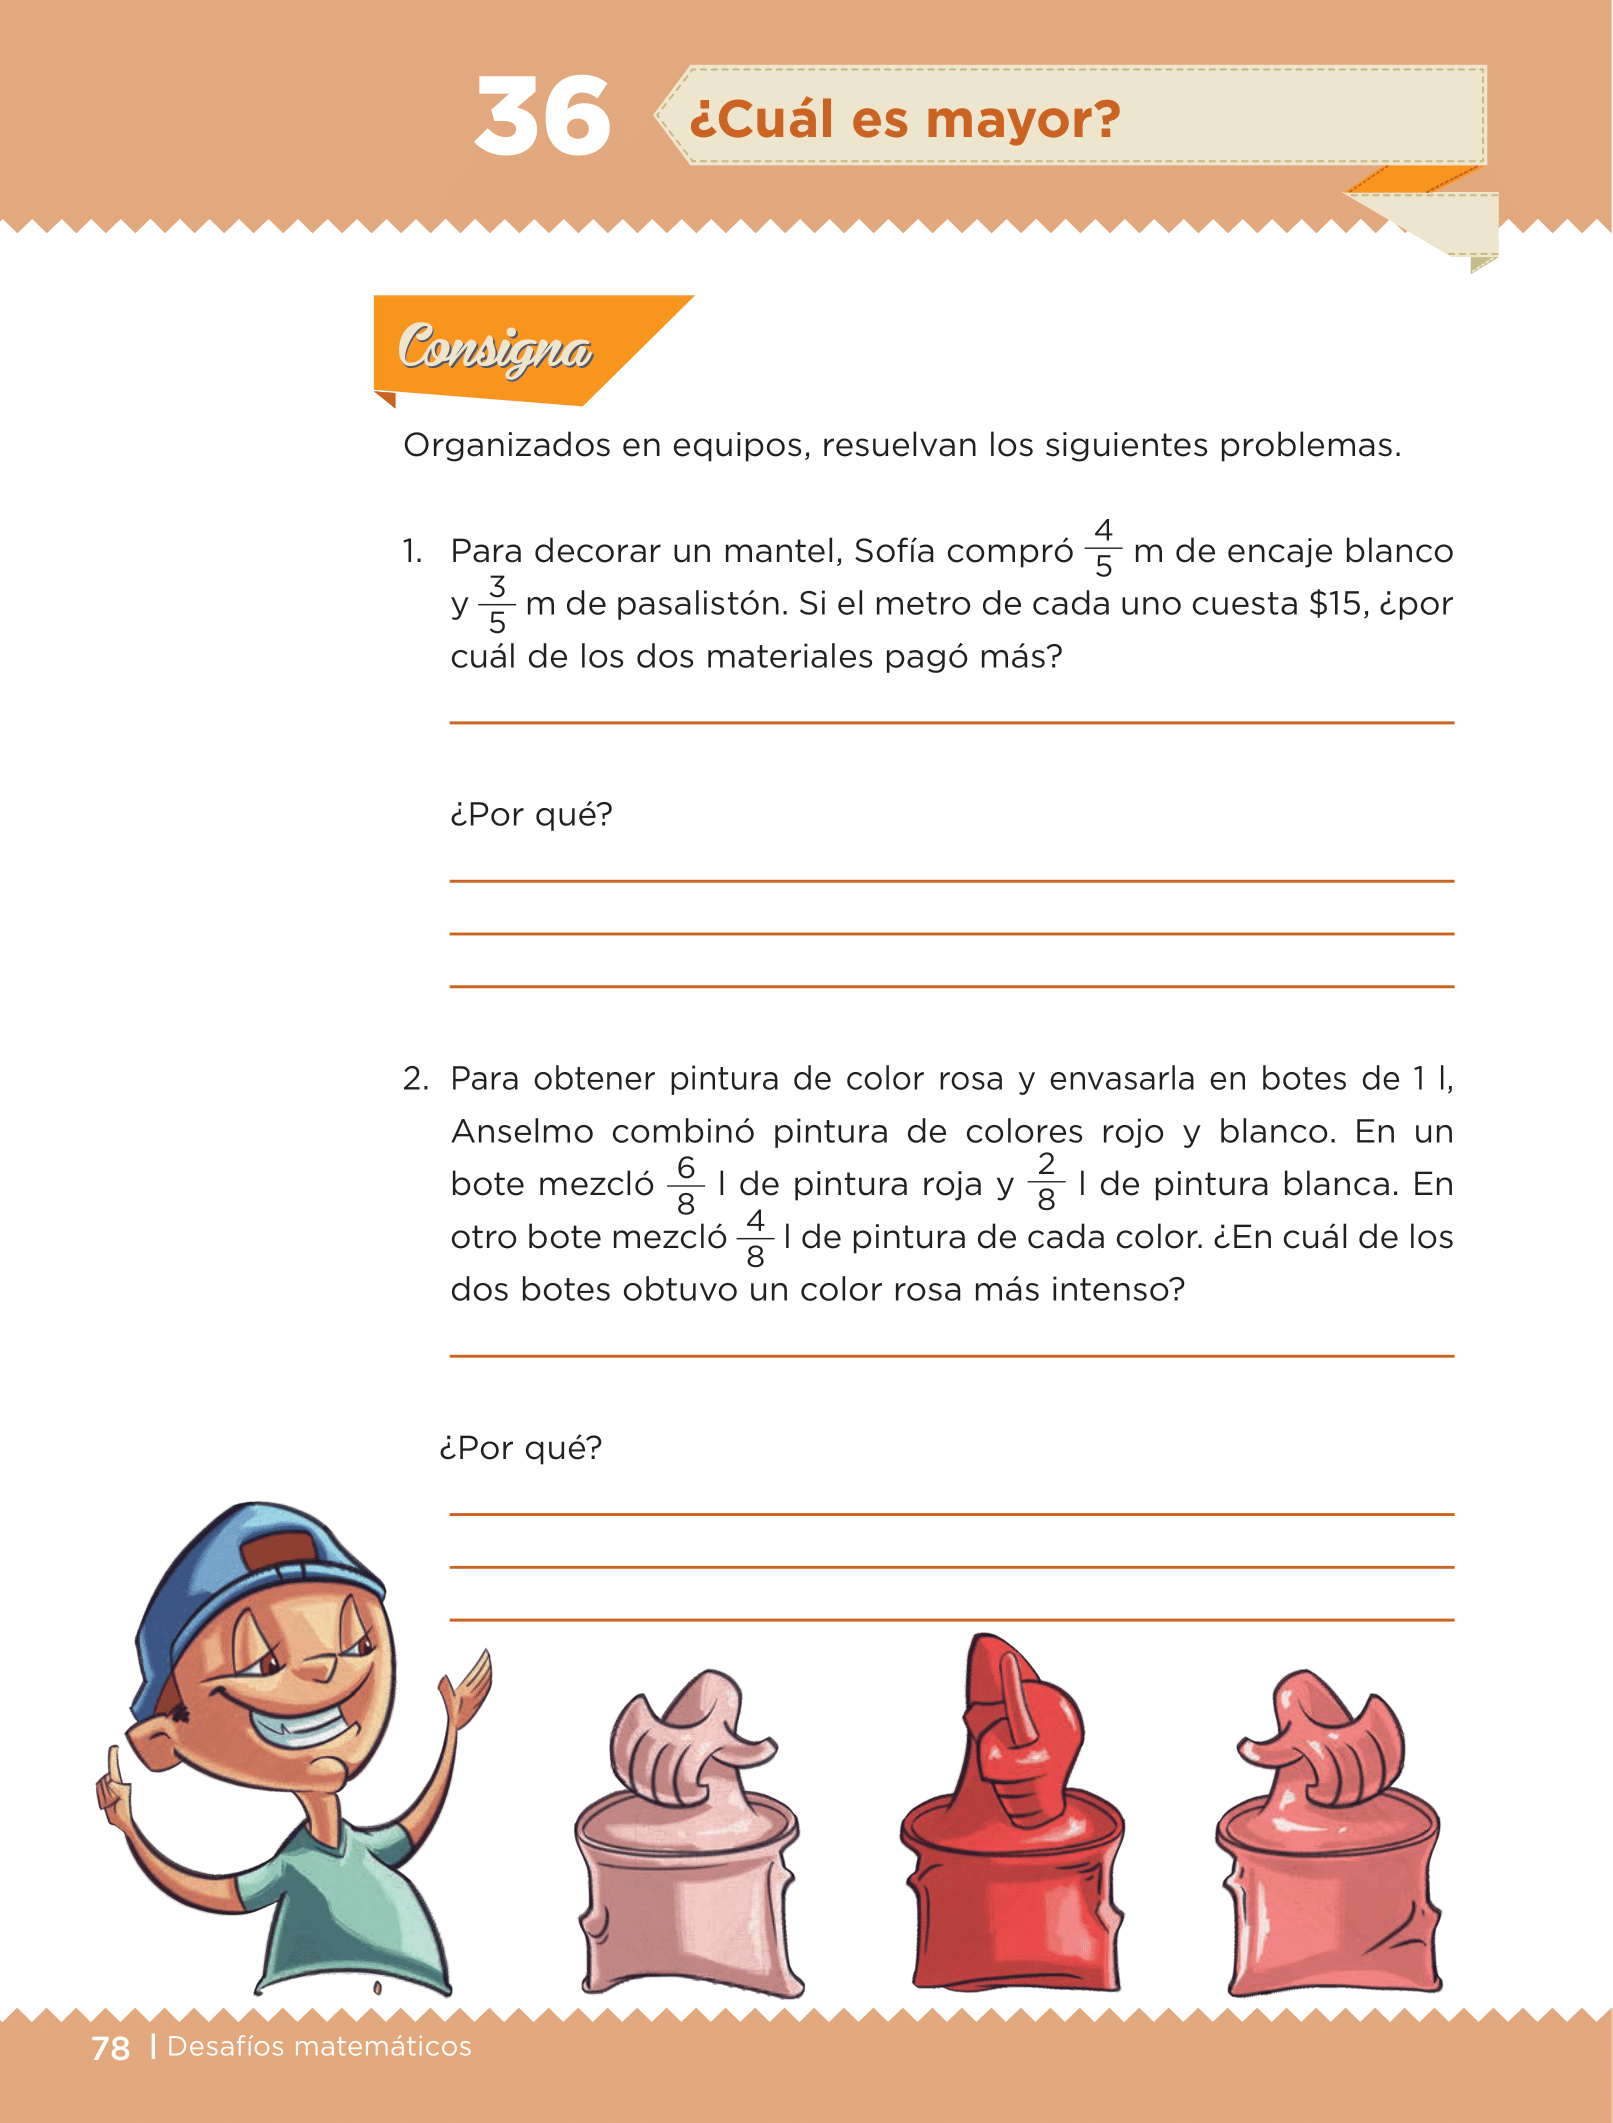 36
¿Cuál es mayor?
Consigna
Organizados en equipos, resuelvan los siguientes problemas.
1. Para decorar un mantel, Sofía compró 4/5 m de encaje blanco
y 3/5 m de pasalistón. Si el metro de cada uno cuesta $15, ¿por
cuál de los dos materiales pagó más?
¿Por qué?
2. Para obtener pintura de color rosa y envasarla en botes de 1 l,
Anselmo combinó pintura de colores rojo y blanco. En un
bote mezcló 6/8 l de pintura roja y 2/8 l de pintura blanca. En
otro bote mezcló 4/8 l de pintura de cada color. ¿En cuál de los
dos botes obtuvo un color rosa más intenso?
¿Por qué?
78 | Desafíos matemáticos